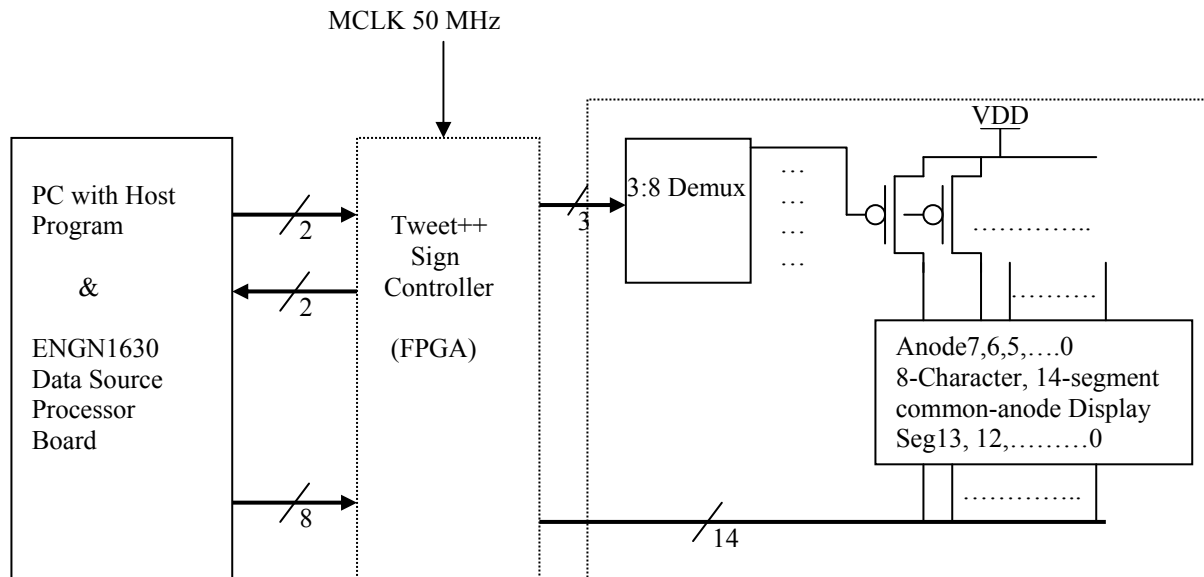 MCLK 50 MHz
PC with Host
Program
&
ENGN1630
Data Source
Processor
Board
2
2
8
Tweet++
Sign
Controller
(FPGA)
3
14
3:8 Demux
....
....
....
...
VDD
…………..
……….
Anode7,6,5,….0
8-Character, 14-segment
common-anode Display
Seg13, 12,………0
…………..